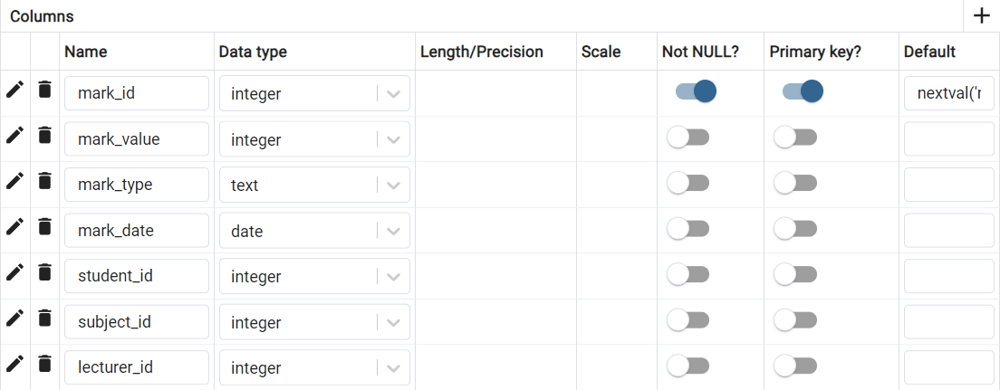 Columns
Name Data type Length/Precision Scale Not NULL? Primary key? Default
mark_id integer nextval('r
mark_value integer
mark_type text
mark_date date
student_id integer
subject_id integer
lecturer_id integer